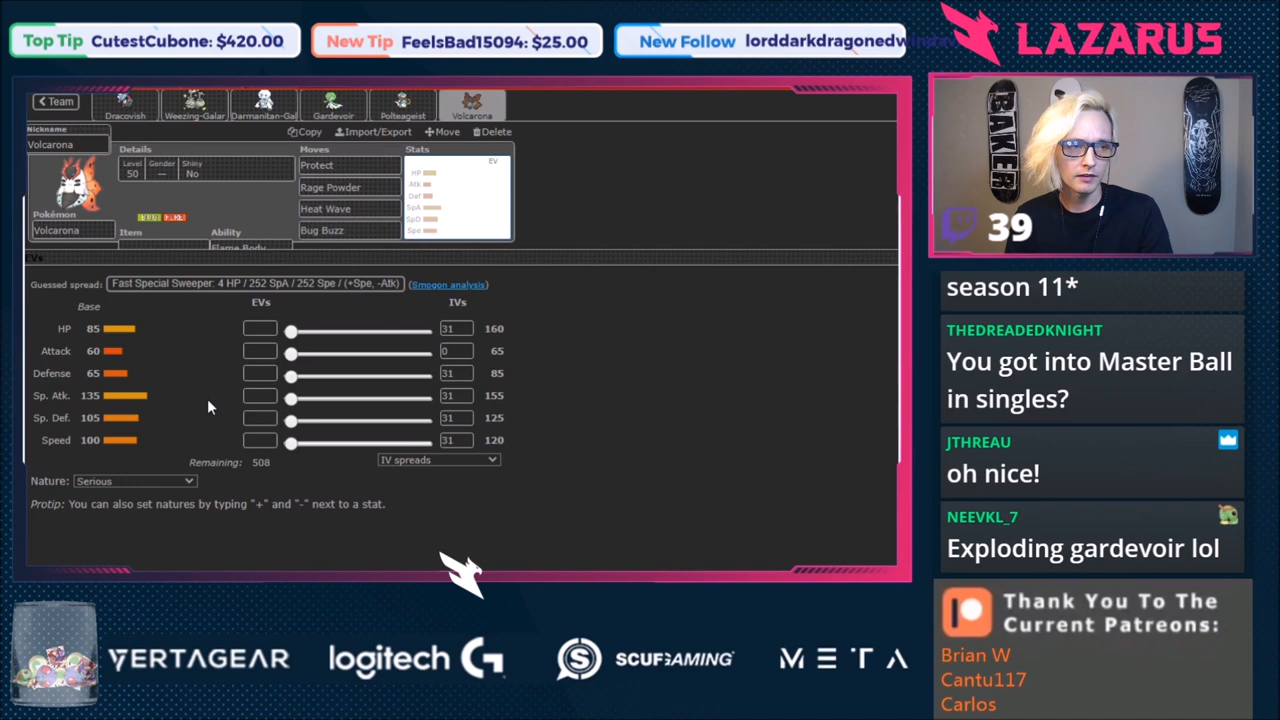 Top Tip CutestCubone: $420.00
New Tip FeelsBad15094: $25.00
New Follow lorddarkdragonedwindav
LAZARUS
Team
Dracovish
Weezing-Galar
Darmanitan-Gal
Gardevoir
Polteageist
Volcarona
Copy Import/Export Move Delete
Nickname
Volcarona
Details
Level Gender Shiny
50 — No
Pokémon
Volcarona
BUG FIRE
Item Ability
Flame Body
Moves
Protect
Rage Powder
Heat Wave
Bug Buzz
Stats
EV
HP
Atk
Def
SpA
SpD
Spe
EVs
Guessed spread: Fast Special Sweeper: 4 HP / 252 SpA / 252 Spe / (+Spe, -Atk) (Smogon analysis)
Base EVs IVs
HP 85 31 160
Attack 60 0 65
Defense 65 31 85
Sp. Atk. 135 31 155
Sp. Def. 105 31 125
Speed 100 31 120
Remaining: 508 IV spreads
Nature: Serious
Protip: You can also set natures by typing "+" and "-" next to a stat.
BAKER
39
season 11*
THEDREADEDKNIGHT
You got into Master Ball
in singles?
JTHREAU
oh nice!
NEEVKL_7
Exploding gardevoir lol
Thank You To The
Current Patreons:
Brian W
Cantu117
Carlos
VERTAGEAR
logitech G
S SCUFGAMING
META